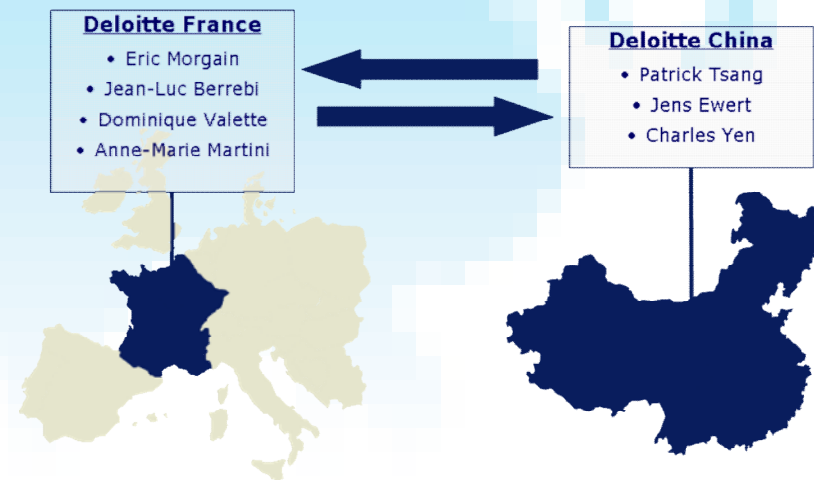 Deloitte France
• Eric Morgain
• Jean-Luc Berrebi
• Dominique Valette
• Anne-Marie Martini
Deloitte China
• Patrick Tsang
• Jens Ewert
• Charles Yen